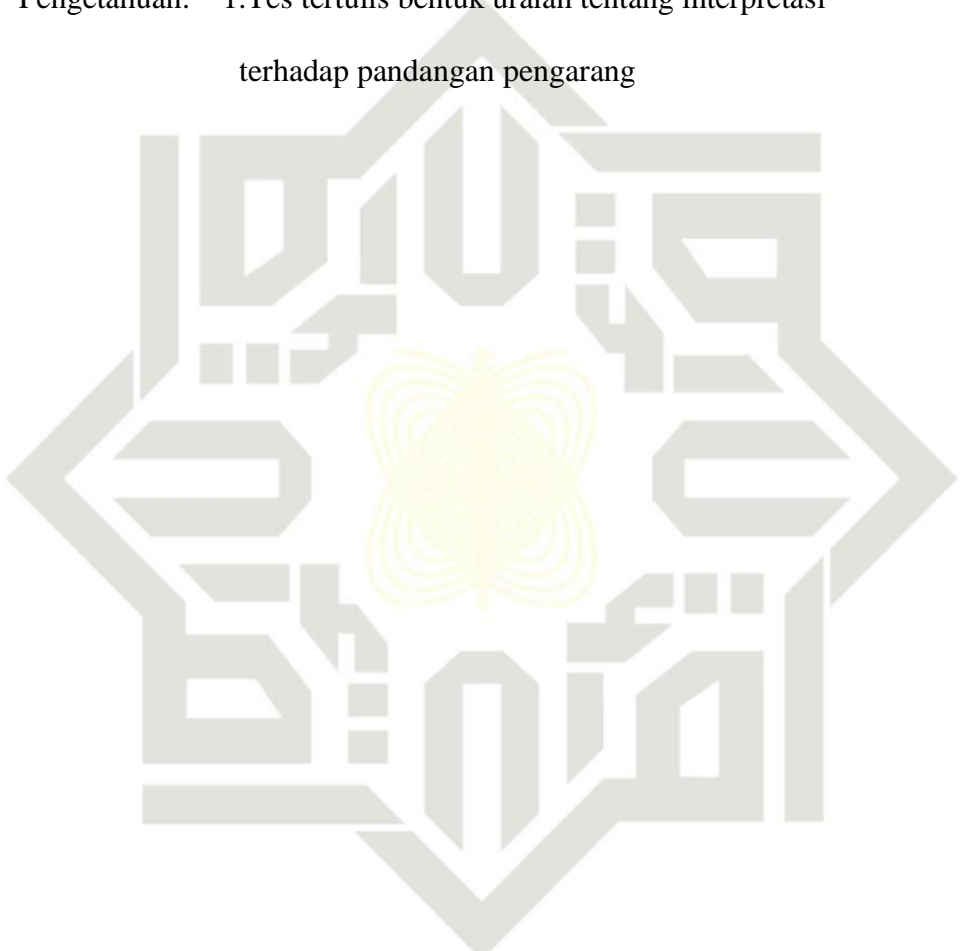 Pengetahuan: 1.Tes tertulis bentuk uraian tentang interpretasi
terhadap pandangan pengarang